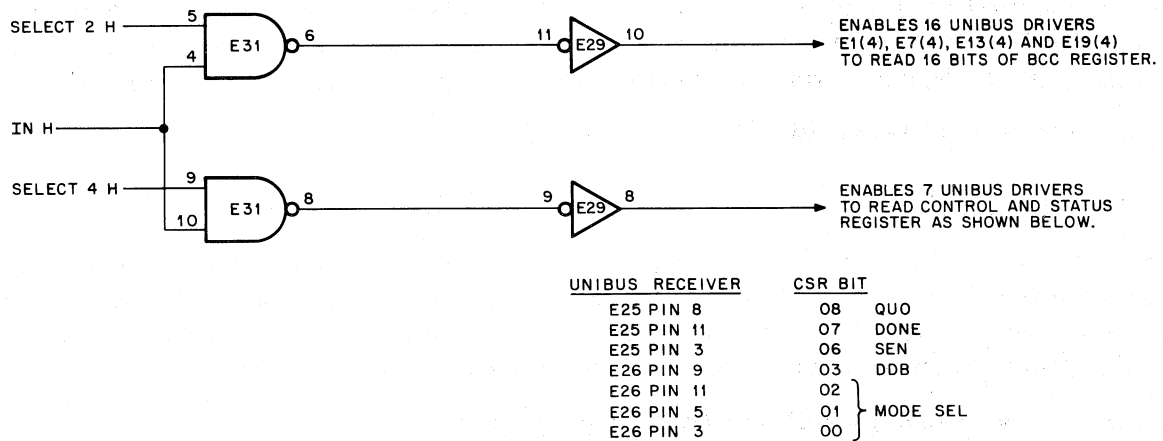 SELECT 2 H
5
4
E31
6
11
E29
10
ENABLES 16 UNIBUS DRIVERS
E1(4), E7(4), E13(4) AND E19(4)
TO READ 16 BITS OF BCC REGISTER.
IN H
SELECT 4 H
9
10
E31
8
9
E29
8
ENABLES 7 UNIBUS DRIVERS
TO READ CONTROL AND STATUS
REGISTER AS SHOWN BELOW.
UNIBUS RECEIVER CSR BIT
E25 PIN 8 08 QUO
E25 PIN 11 07 DONE
E25 PIN 3 06 SEN
E26 PIN 9 03 DDB
E26 PIN 11 02
E26 PIN 5 01 MODE SEL
E26 PIN 3 00